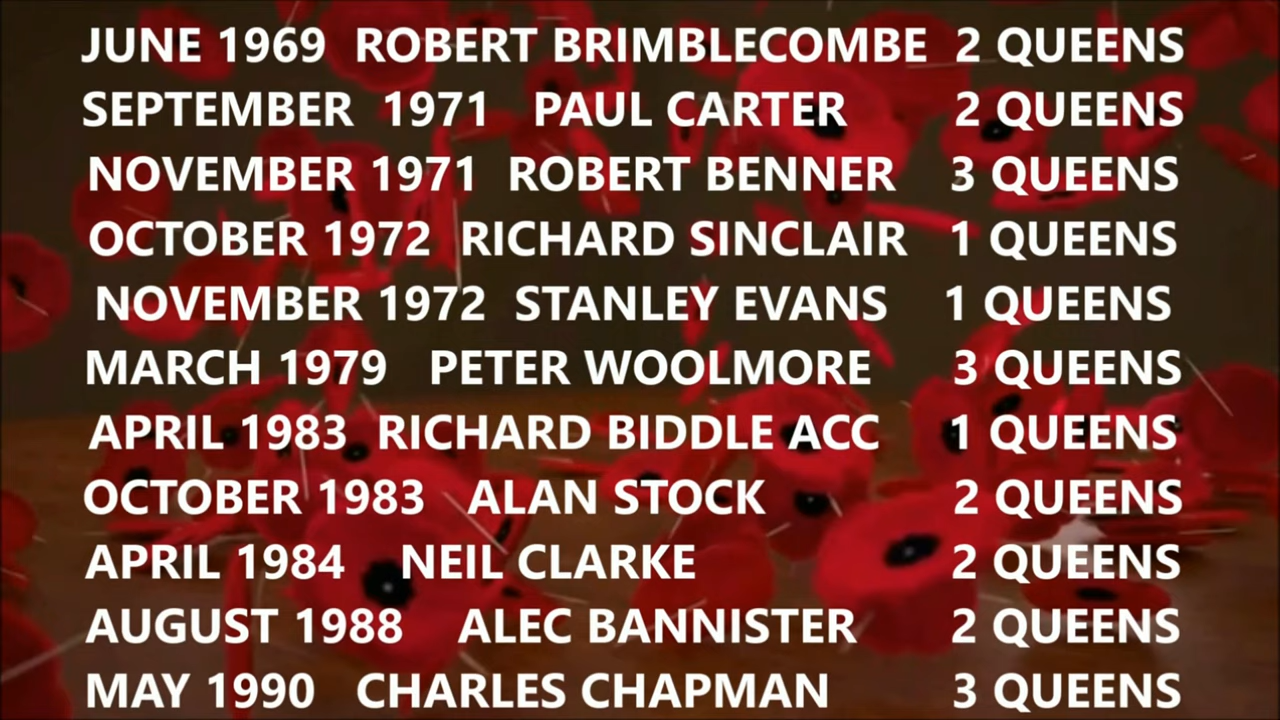 JUNE 1969 ROBERT BRIMBLECOMBE 2 QUEENS
SEPTEMBER 1971 PAUL CARTER 2 QUEENS
NOVEMBER 1971 ROBERT BENNER 3 QUEENS
OCTOBER 1972 RICHARD SINCLAIR 1 QUEENS
NOVEMBER 1972 STANLEY EVANS 1 QUEENS
MARCH 1979 PETER WOOLMORE 3 QUEENS
APRIL 1983 RICHARD BIDDLE ACC 1 QUEENS
OCTOBER 1983 ALAN STOCK 2 QUEENS
APRIL 1984 NEIL CLARKE 2 QUEENS
AUGUST 1988 ALEC BANNISTER 2 QUEENS
MAY 1990 CHARLES CHAPMAN 3 QUEENS